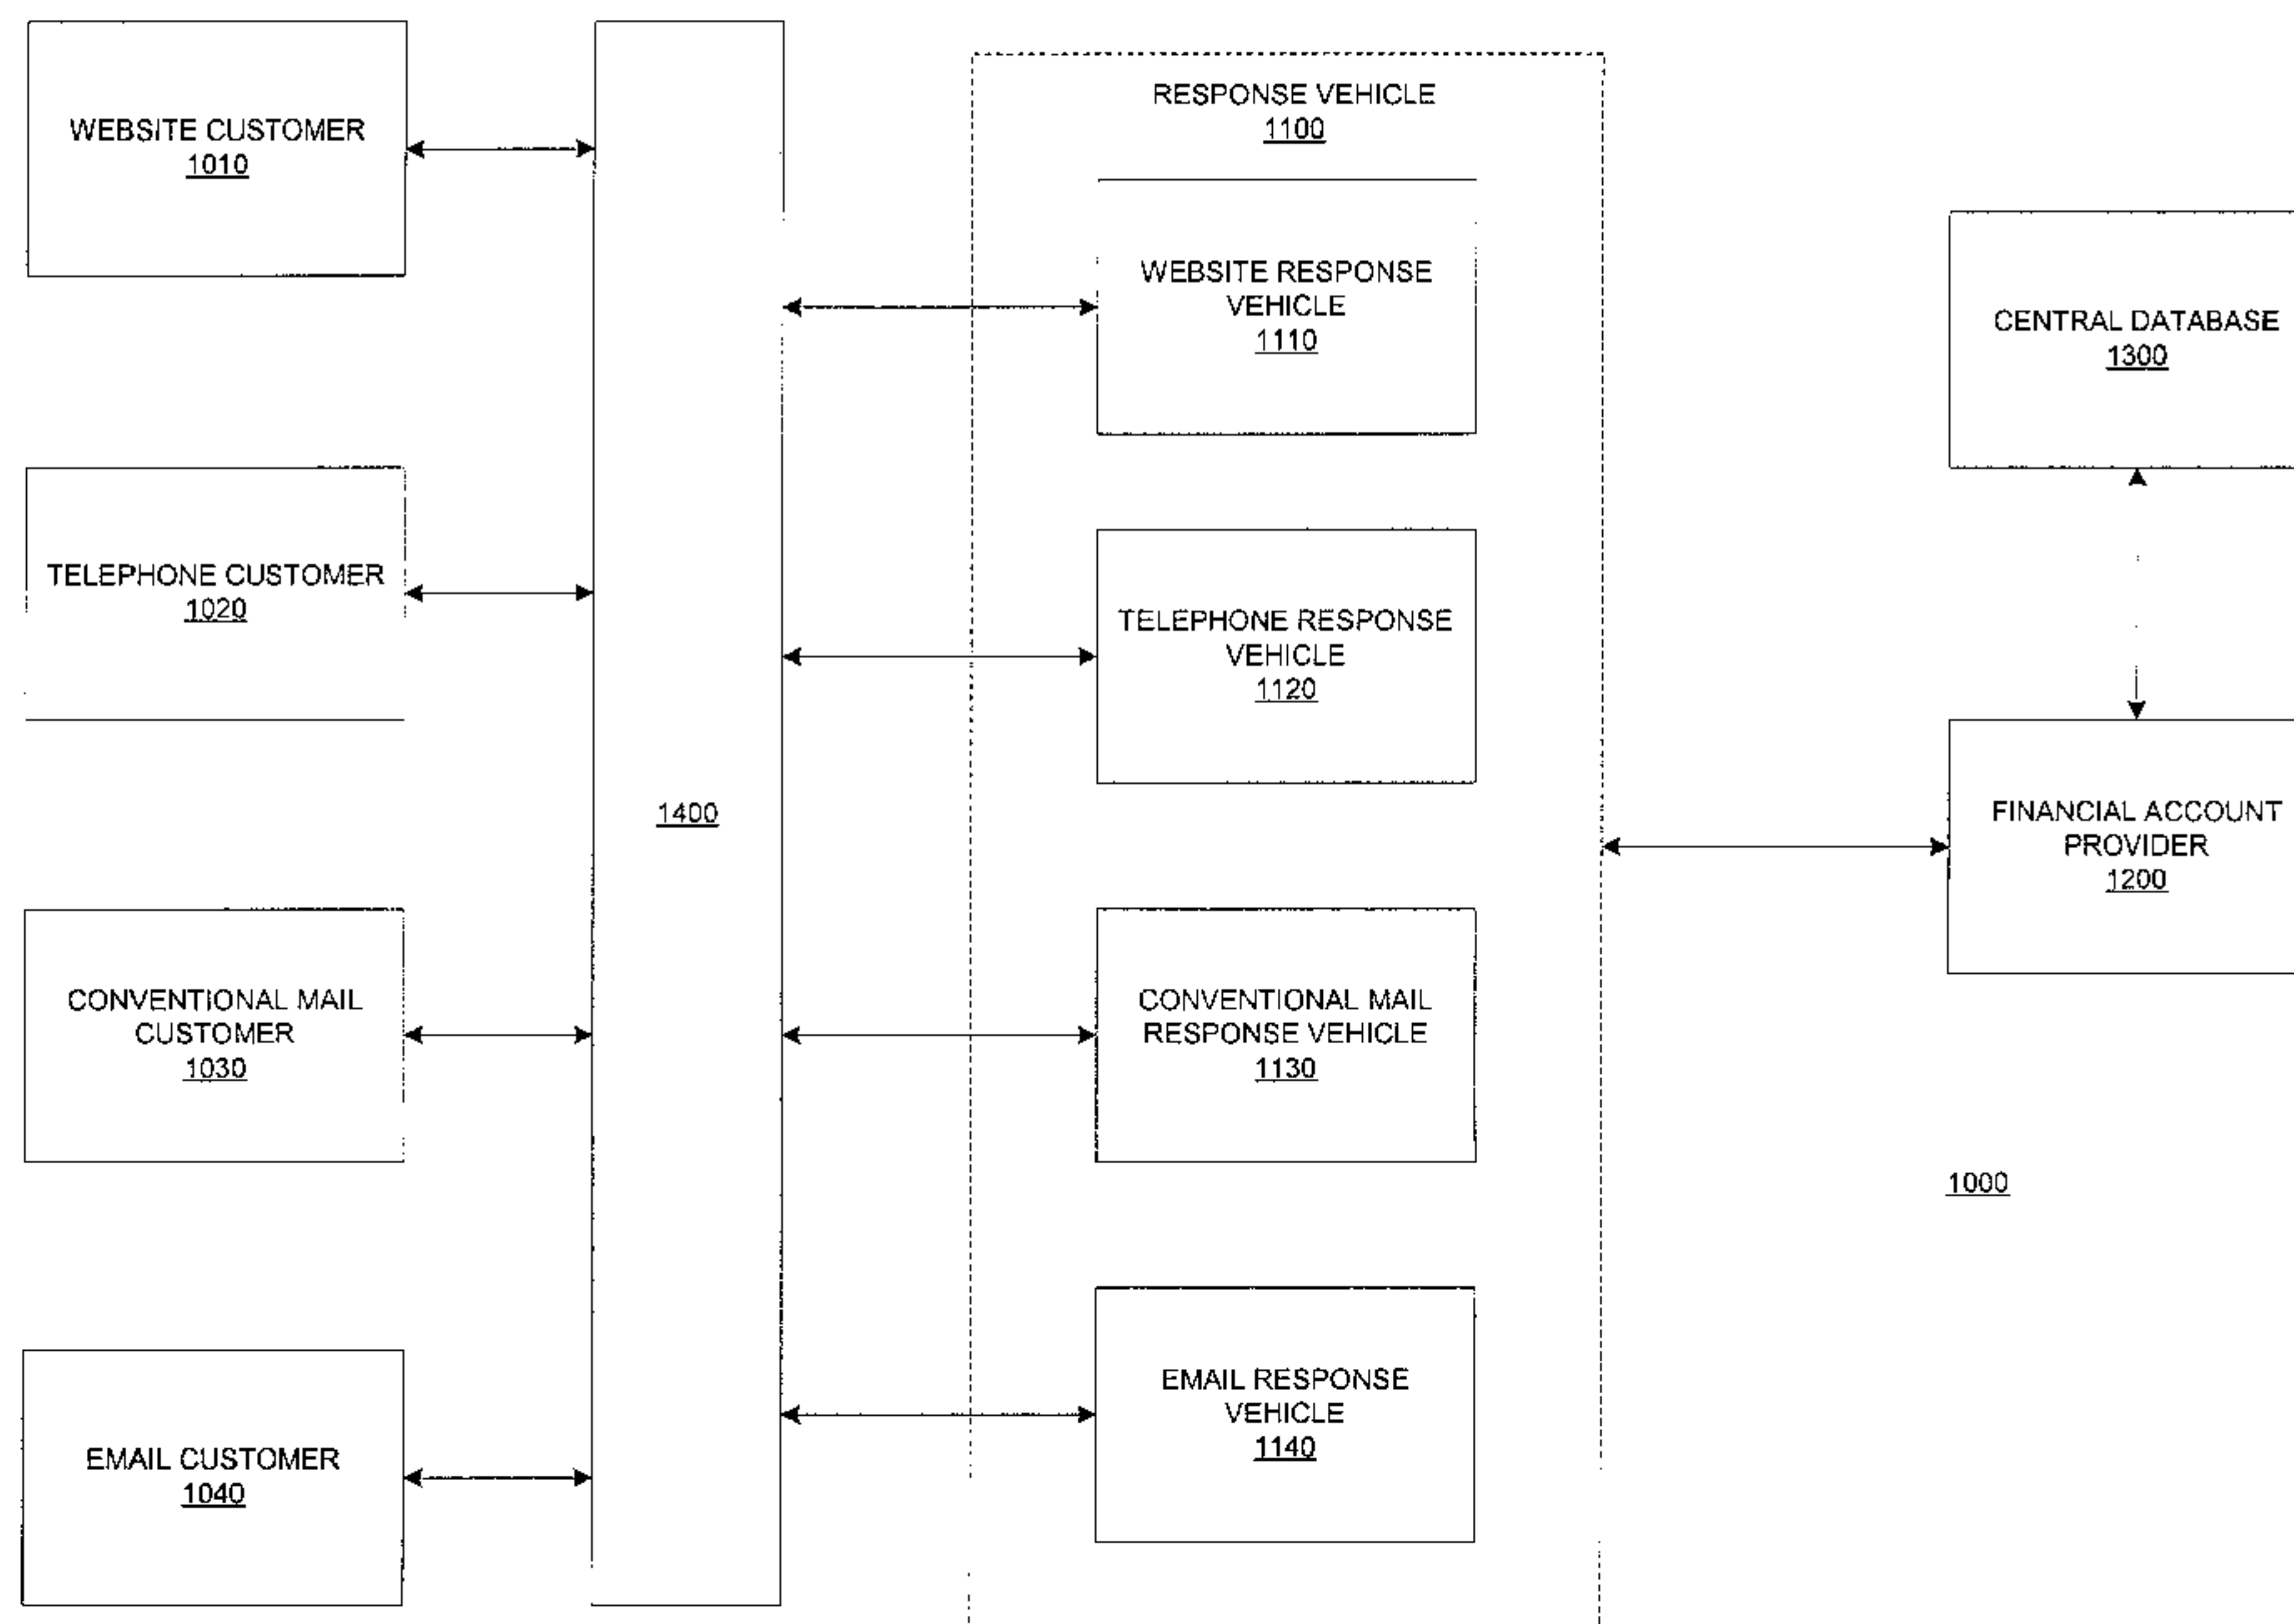 WEBSITE CUSTOMER
1010
TELEPHONE CUSTOMER
1020
CONVENTIONAL MAIL
CUSTOMER
1030
EMAIL CUSTOMER
1040
1400
RESPONSE VEHICLE
1100
WEBSITE RESPONSE
VEHICLE
1110
TELEPHONE RESPONSE
VEHICLE
1120
CONVENTIONAL MAIL
RESPONSE VEHICLE
1130
EMAIL RESPONSE
VEHICLE
1140
CENTRAL DATABASE
1300
FINANCIAL ACCOUNT
PROVIDER
1200
1000